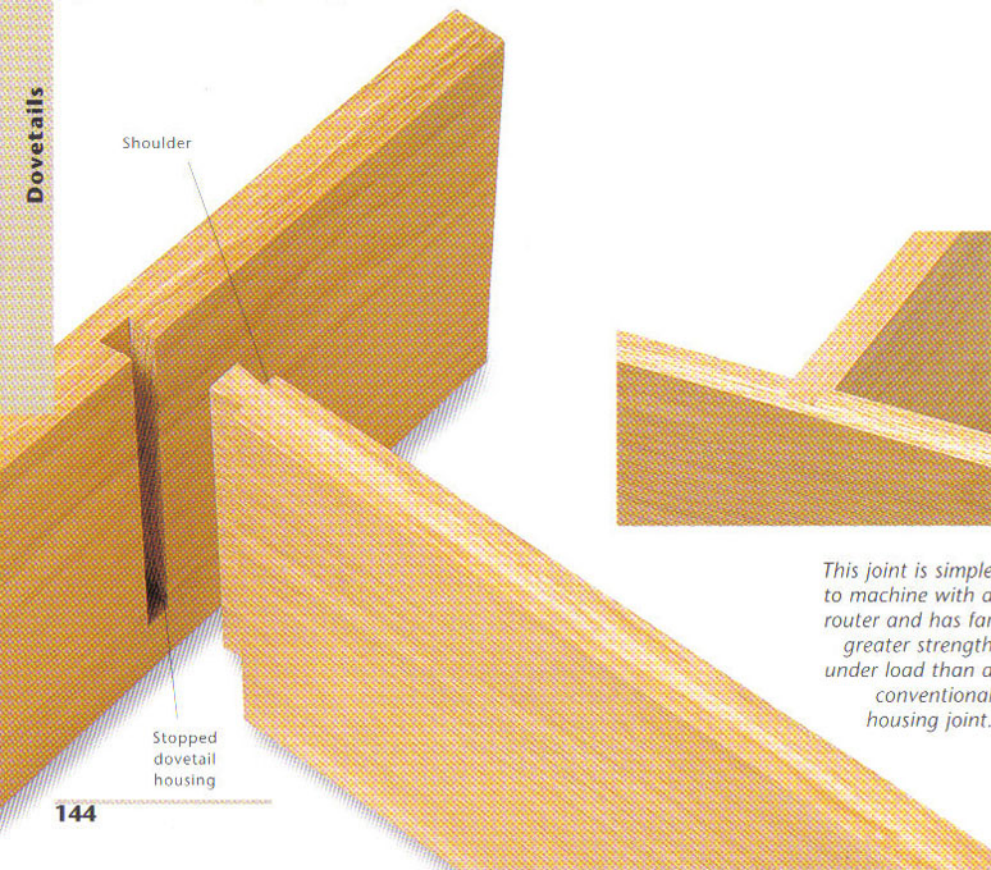 Dovetails
Shoulder
This joint is simple
to machine with a
router and has far
greater strength
under load than a
conventional
housing joint.
Stopped
dovetail
housing
144